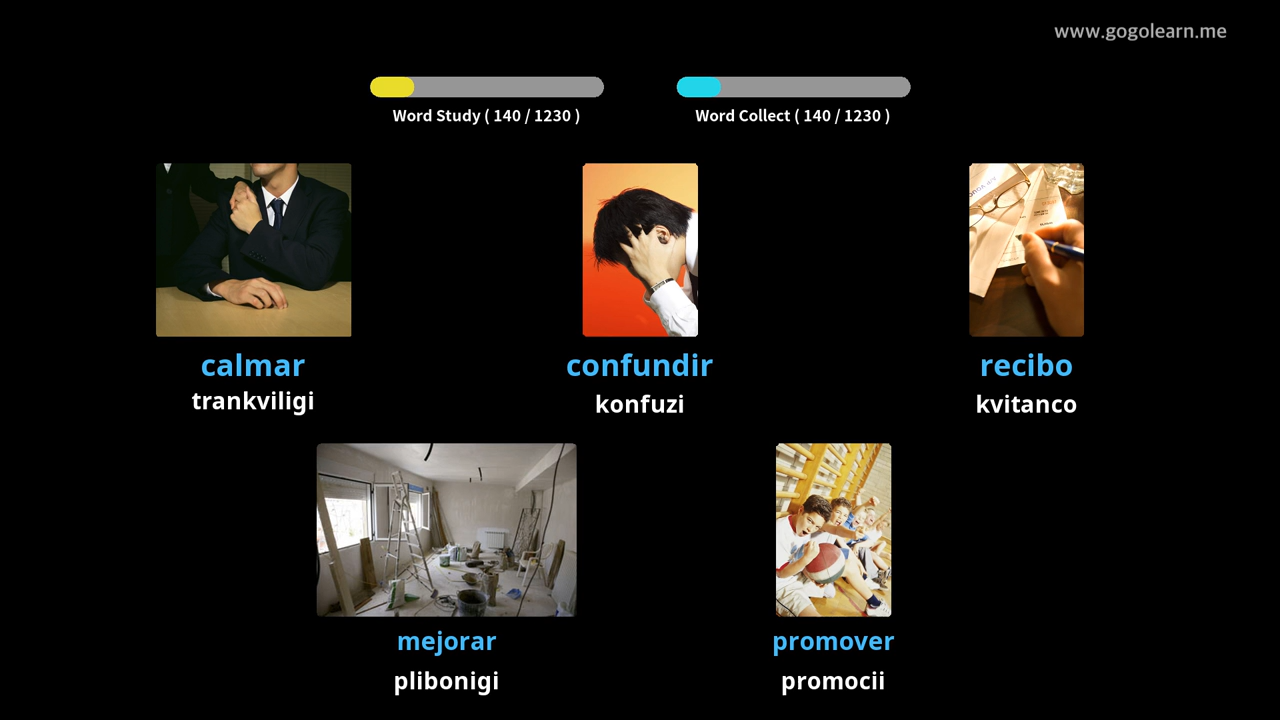 www.gogolearn.me
Word Study ( 140 / 1230 )
Word Collect ( 140 / 1230 )
calmar
trankviligi
confundir
konfuzi
recibo
kvitanco
mejorar
plibonigi
promover
promocii